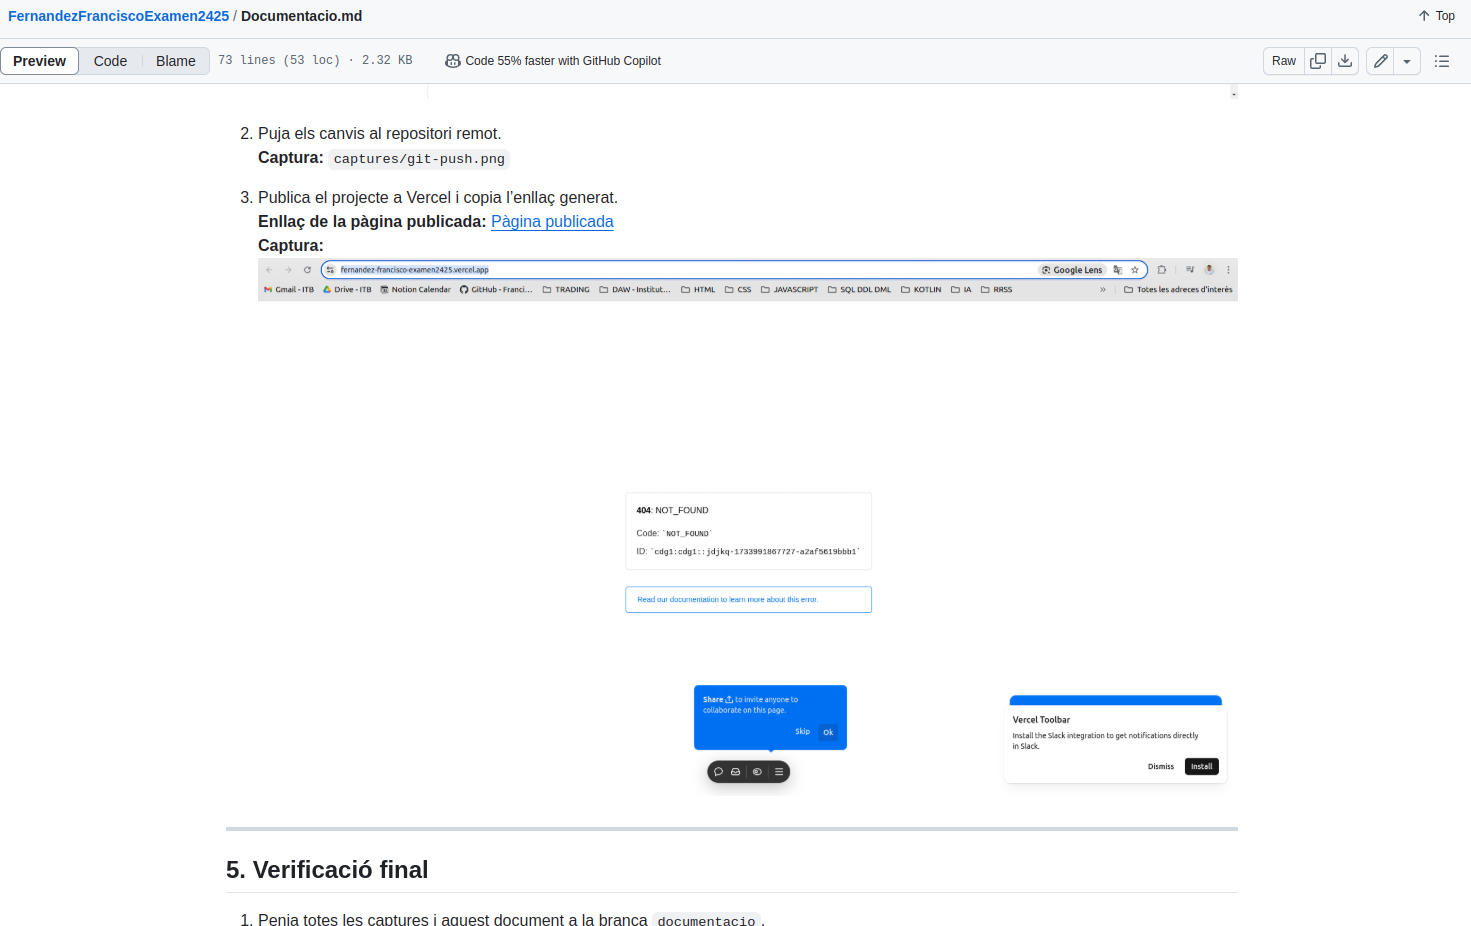 FernandezFranciscoExamen2425 / Documentacio.md
Top
Preview Code Blame 73 lines (53 loc) · 2.32 KB Code 55% faster with GitHub Copilot
Raw
2. Puja els canvis al repositori remot.
Captura: captures/git-push.png
3. Publica el projecte a Vercel i copia l’enllaç generat.
Enllaç de la pàgina publicada: Pàgina publicada
Captura:
fernandez-francisco-examen2425.vercel.app Google Lens
Gmail - ITB Drive - ITB Notion Calendar GitHub - Franci... TRADING DAW - Institut... HTML CSS JAVASCRIPT SQL DDL DML KOTLIN IA RRSS » Totes les adreces d'interès
404: NOT_FOUND
Code: `NOT_FOUND`
ID: `cdg1:cdg1::jdjkq-1733991867727-a2af5619bbb1`
Read our documentation to learn more about this error.
Share to invite anyone to
collaborate on this page.
Skip Ok
Vercel Toolbar
Install the Slack integration to get notifications directly
in Slack.
Dismiss Install
5. Verificació final
1. Penja totes les captures i aquest document a la branca documentacio.